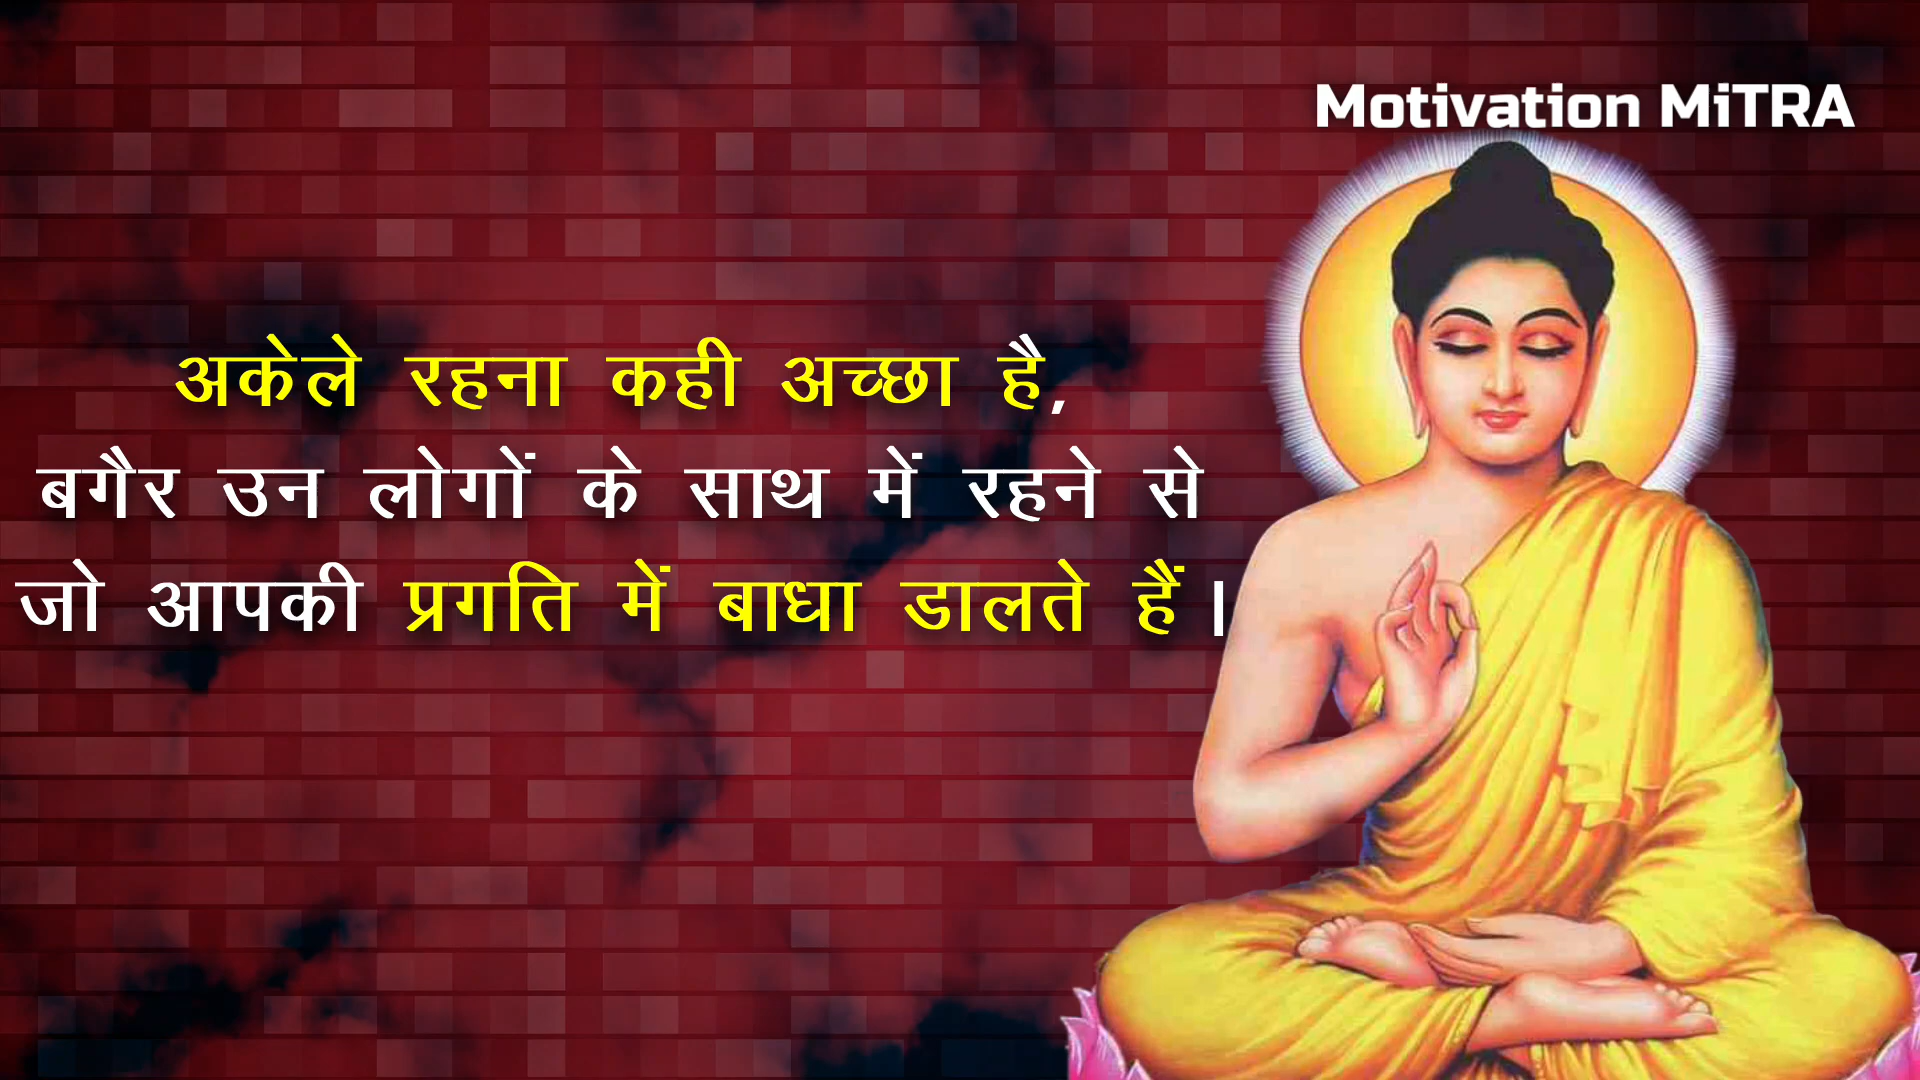 Motivation MiTRA
अकेले रहना कही अच्छा है,
बगैर उन लोगों के साथ में रहने से
जो आपकी प्रगति में बाधा डालते हैं।